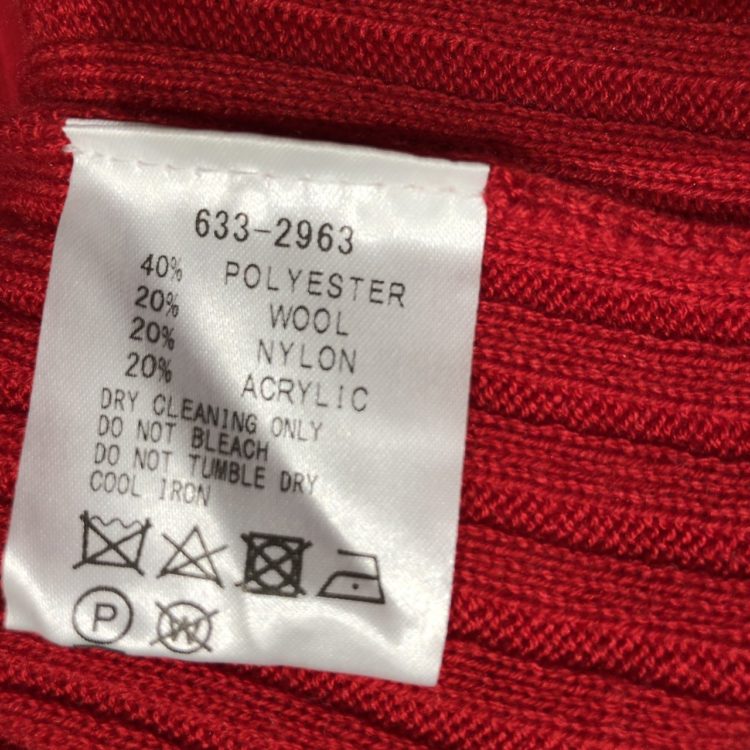 633-2963
40% POLYESTER
20% WOOL
20% NYLON
20% ACRYLIC
DRY CLEANING ONLY
DO NOT BLEACH
DO NOT TUMBLE DRY
COOL IRON
P W